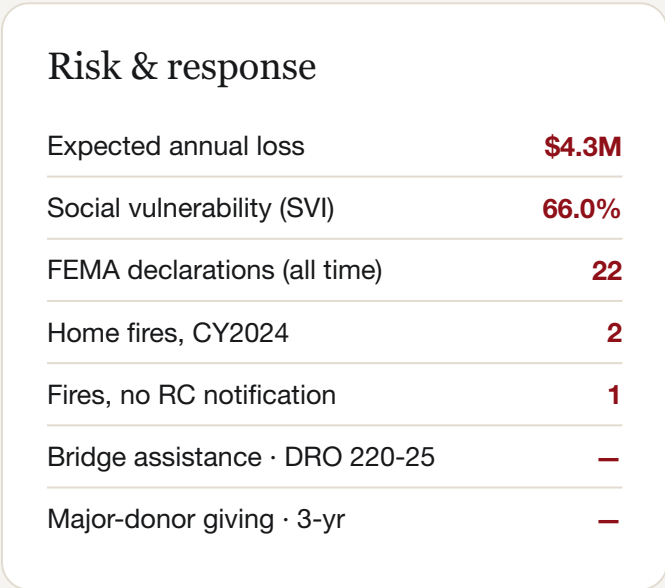 Risk & response
Expected annual loss $4.3M
Social vulnerability (SVI) 66.0%
FEMA declarations (all time) 22
Home fires, CY2024 2
Fires, no RC notification 1
Bridge assistance · DRO 220-25 —
Major-donor giving · 3-yr —